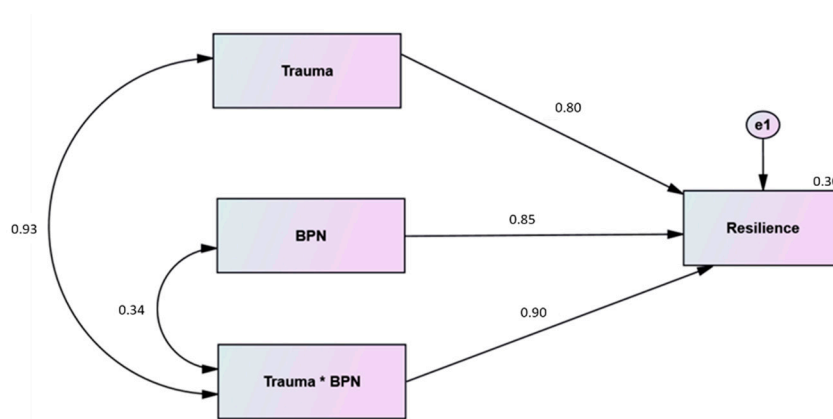 Trauma
0.80
e1
0.93
BPN
0.85
Resilience
0.34
0.90
Trauma * BPN